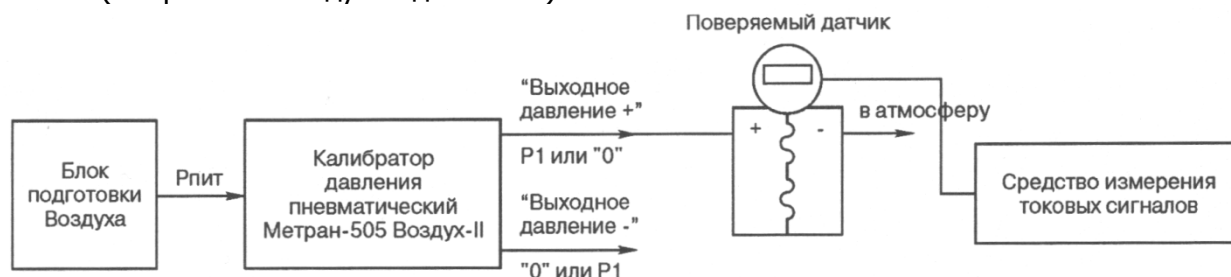 Поверяемый датчик
“Выходное
давление +”
в атмосферу
+
-
Блок
подготовки
Воздуха
Рпит
Калибратор
давления
пневматический
Метран-505 Воздух-II
Р1 или "0"
“Выходное
давление -”
"0" или Р1
Средство измерения
токовых сигналов